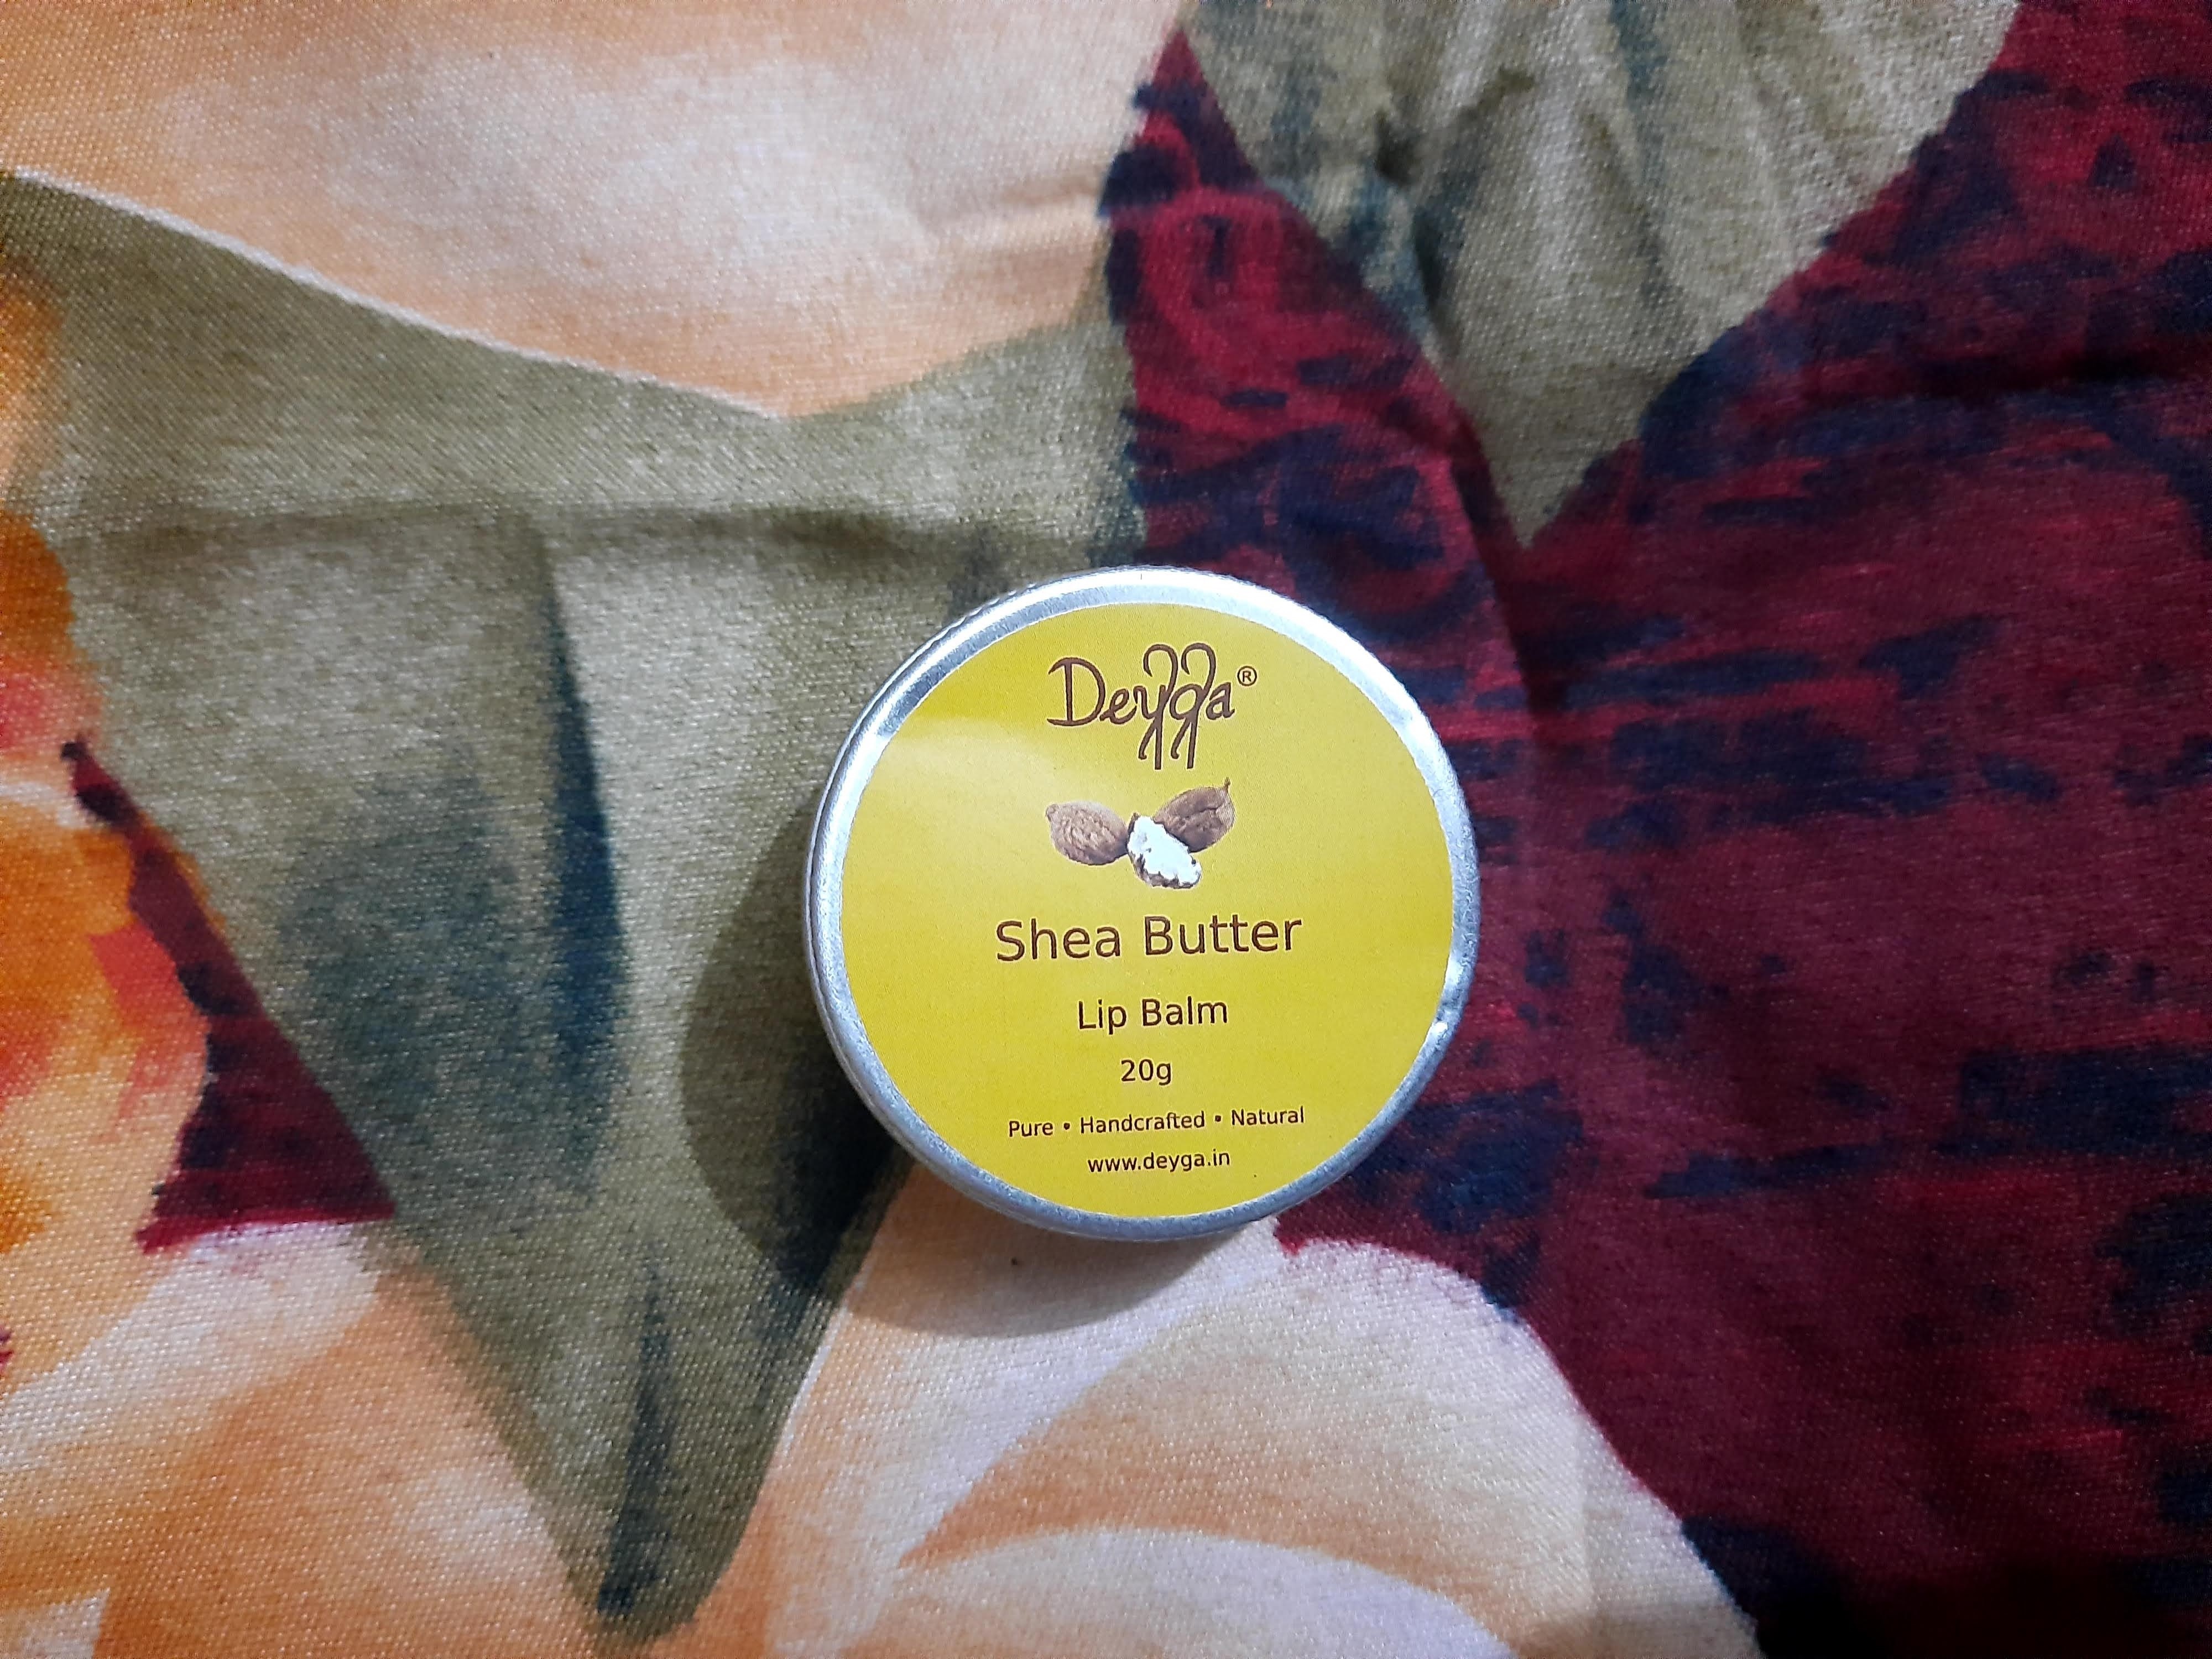 Deyga®
Shea Butter
Lip Balm
20g
Pure • Handcrafted • Natural
www.deyga.in